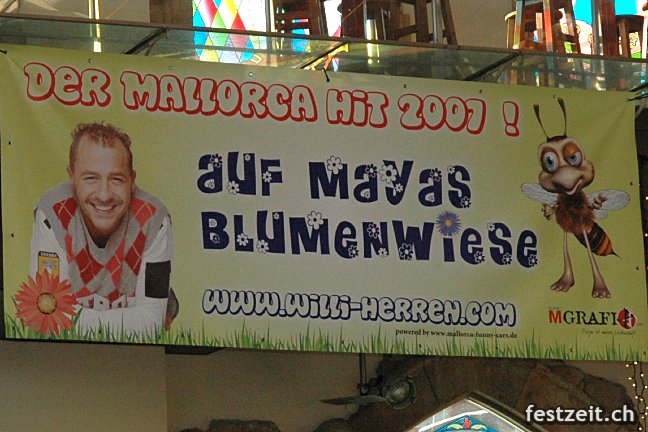 DER MALLORCA HiT 2007 !
AUF MAYAS
BLUMENWiESE
WWW.WiLLi-HERREN.COM
powered by www.mallorca-funny-cars.de
MGRAFi
festzeit.ch